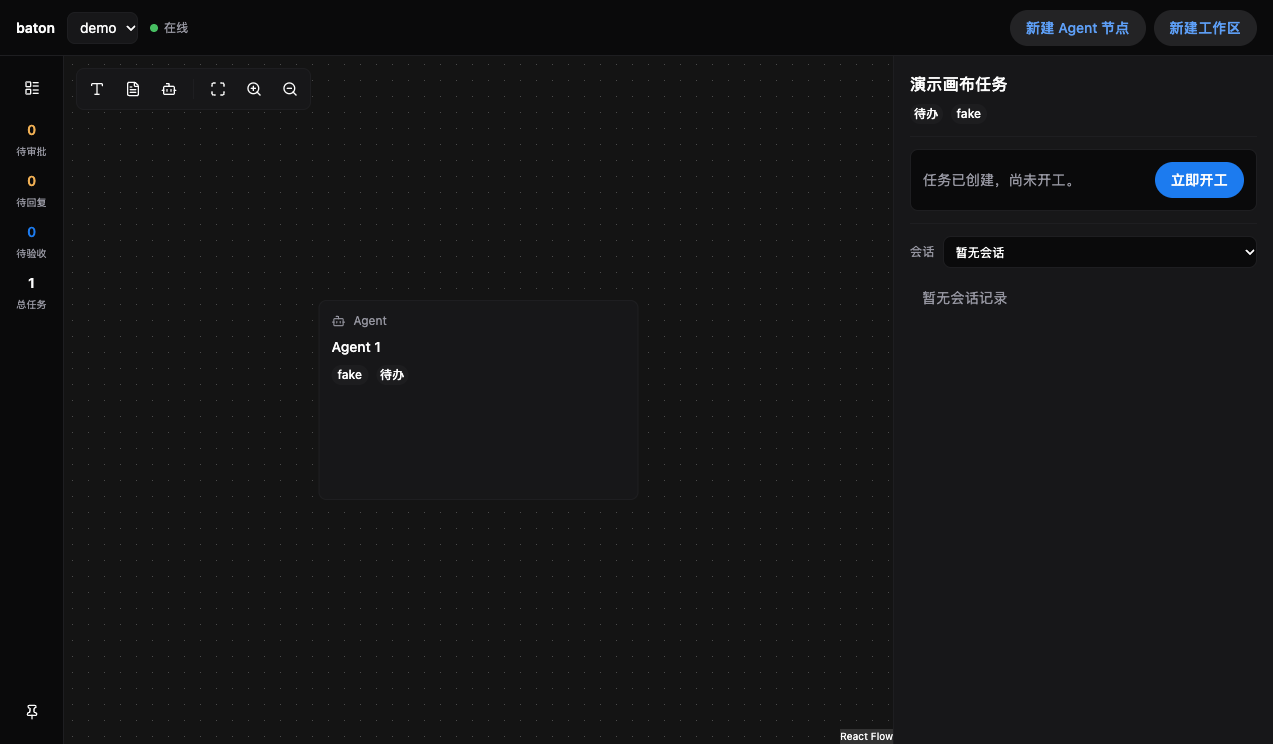 baton
demo
在线
新建 Agent 节点
新建工作区
0
待审批
0
待回复
0
待验收
1
总任务
Agent
Agent 1
fake 待办
React Flow
演示画布任务
待办 fake
任务已创建，尚未开工。
立即开工
会话
暂无会话
暂无会话记录